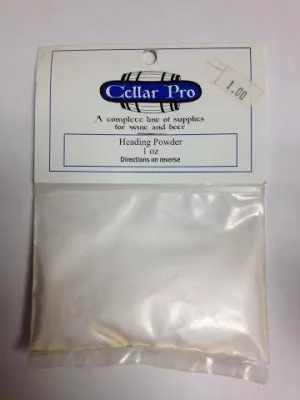 Cellar Pro
1.00
A complete line of supplies
for wine and beer
Heading Powder
1 oz
Directions on reverse